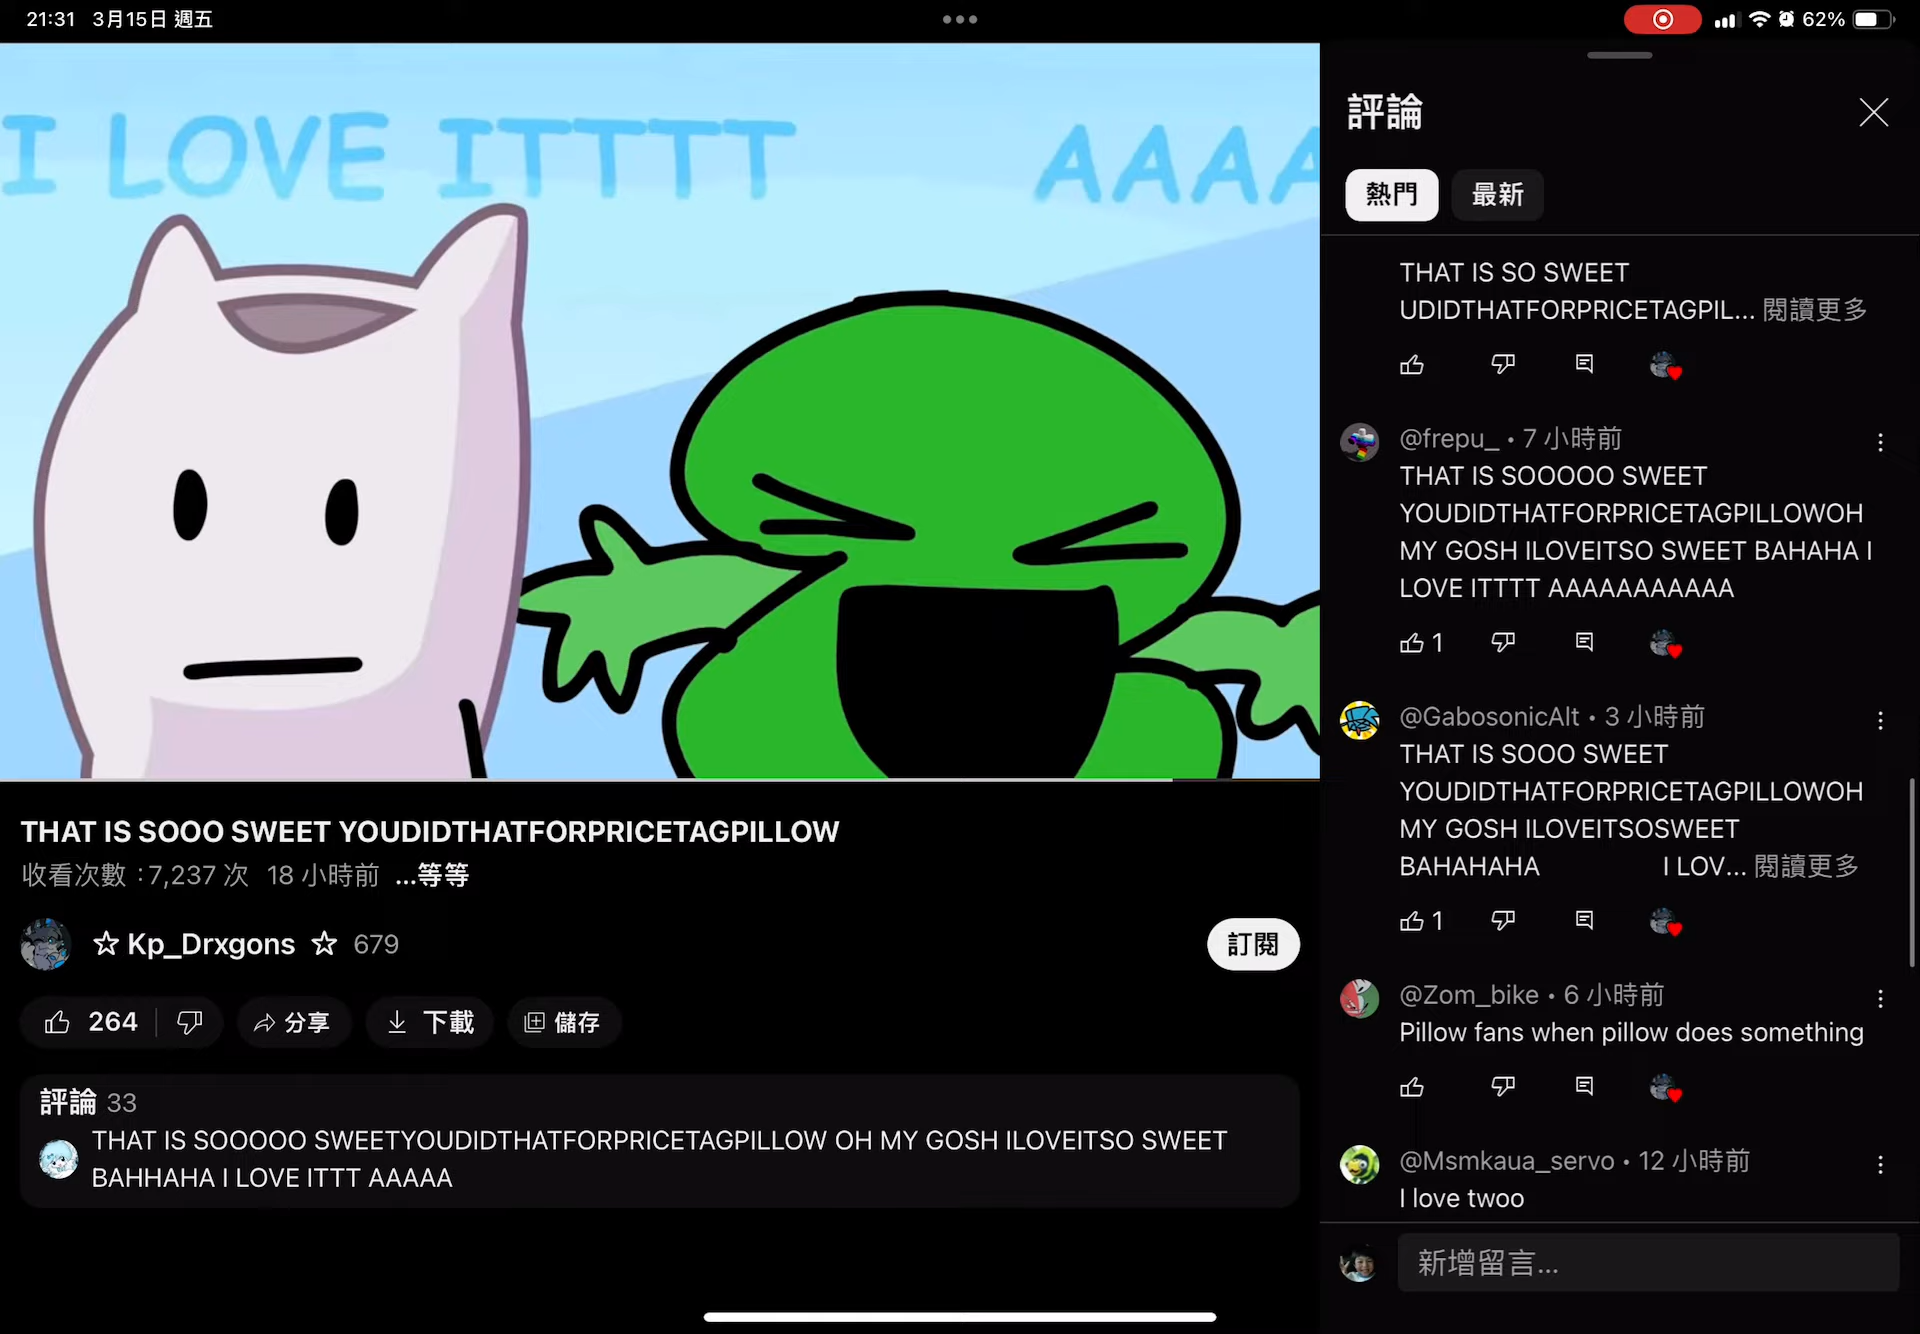 21:31 3月15日 週五
62%
I LOVE ITTTT AAAA
THAT IS SOOO SWEET YOUDIDTHATFORPRICETAGPILLOW
收看次數:7,237 次 18 小時前 ...等等
☆ Kp_Drxgons ☆ 679
訂閱
264 分享 下載 儲存
評論 33
THAT IS SOOOOO SWEETYOUDIDTHATFORPRICETAGPILLOW OH MY GOSH ILOVEITSO SWEET
BAHHAHA I LOVE ITTT AAAAA
評論
熱門 最新
THAT IS SO SWEET
UDIDTHATFORPRICETAGPIL... 閱讀更多
@frepu_ • 7 小時前
THAT IS SOOOOO SWEET
YOUDIDTHATFORPRICETAGPILLOWOH
MY GOSH ILOVEITSO SWEET BAHAHA I
LOVE ITTTT AAAAAAAAAAA
1
@GabosonicAlt • 3 小時前
THAT IS SOOO SWEET
YOUDIDTHATFORPRICETAGPILLOWOH
MY GOSH ILOVEITSOSWEET
BAHAHAHA I LOV... 閱讀更多
1
@Zom_bike • 6 小時前
Pillow fans when pillow does something
@Msmkaua_servo • 12 小時前
I love twoo
新增留言...